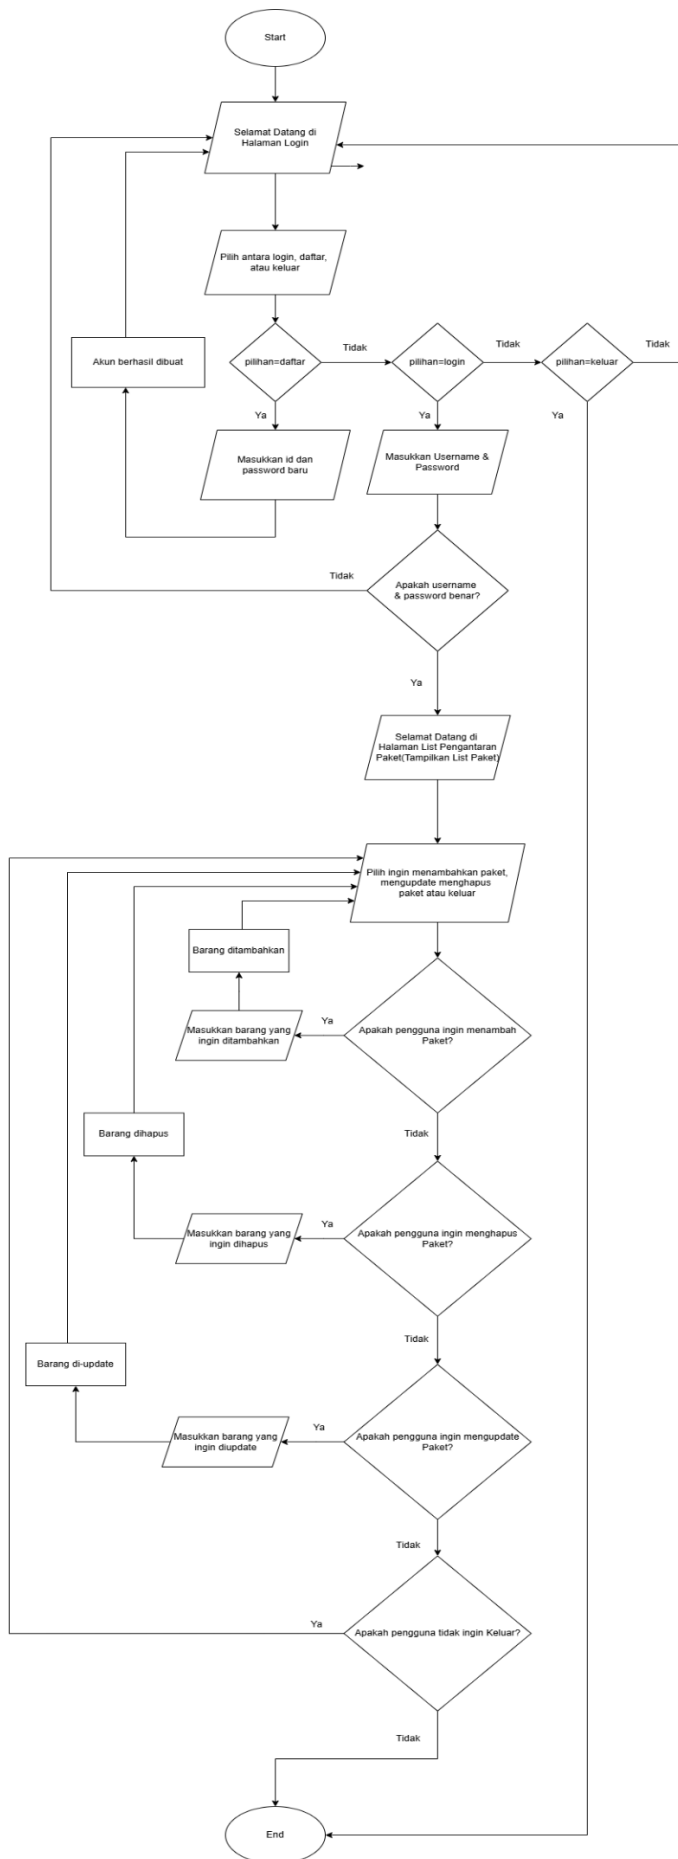 Start
Selamat Datang di
Halaman Login
Pilih antara login, daftar,
atau keluar
Akun berhasil dibuat
pilihan=daftar
Tidak
pilihan=login
Tidak
pilihan=keluar
Tidak
Ya
Ya
Ya
Masukkan id dan
password baru
Masukkan Username &
Password
Tidak
Apakah username
& password benar?
Ya
Selamat Datang di
Halaman List Pengantaran
Paket(Tampilkan List Paket)
Pilih ingin menambahkan paket,
mengupdate menghapus
paket atau keluar
Barang ditambahkan
Masukkan barang yang
ingin ditambahkan
Ya
Apakah pengguna ingin menambah
Paket?
Tidak
Barang dihapus
Masukkan barang yang
ingin dihapus
Ya
Apakah pengguna ingin menghapus
Paket?
Tidak
Barang di-update
Masukkan barang yang
ingin diupdate
Ya
Apakah pengguna ingin mengupdate
Paket?
Tidak
Ya
Apakah pengguna tidak ingin Keluar?
Tidak
End